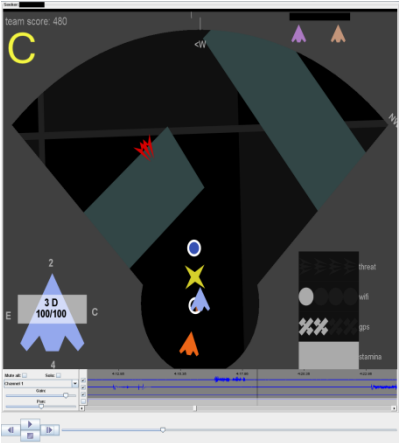 team score: 480
C
<W
NW
2
3 D
100/100
E
C
4
threat
wifi
gps
stamina
Mute all:
Solo:
Channel 1
Gain:
Pan: